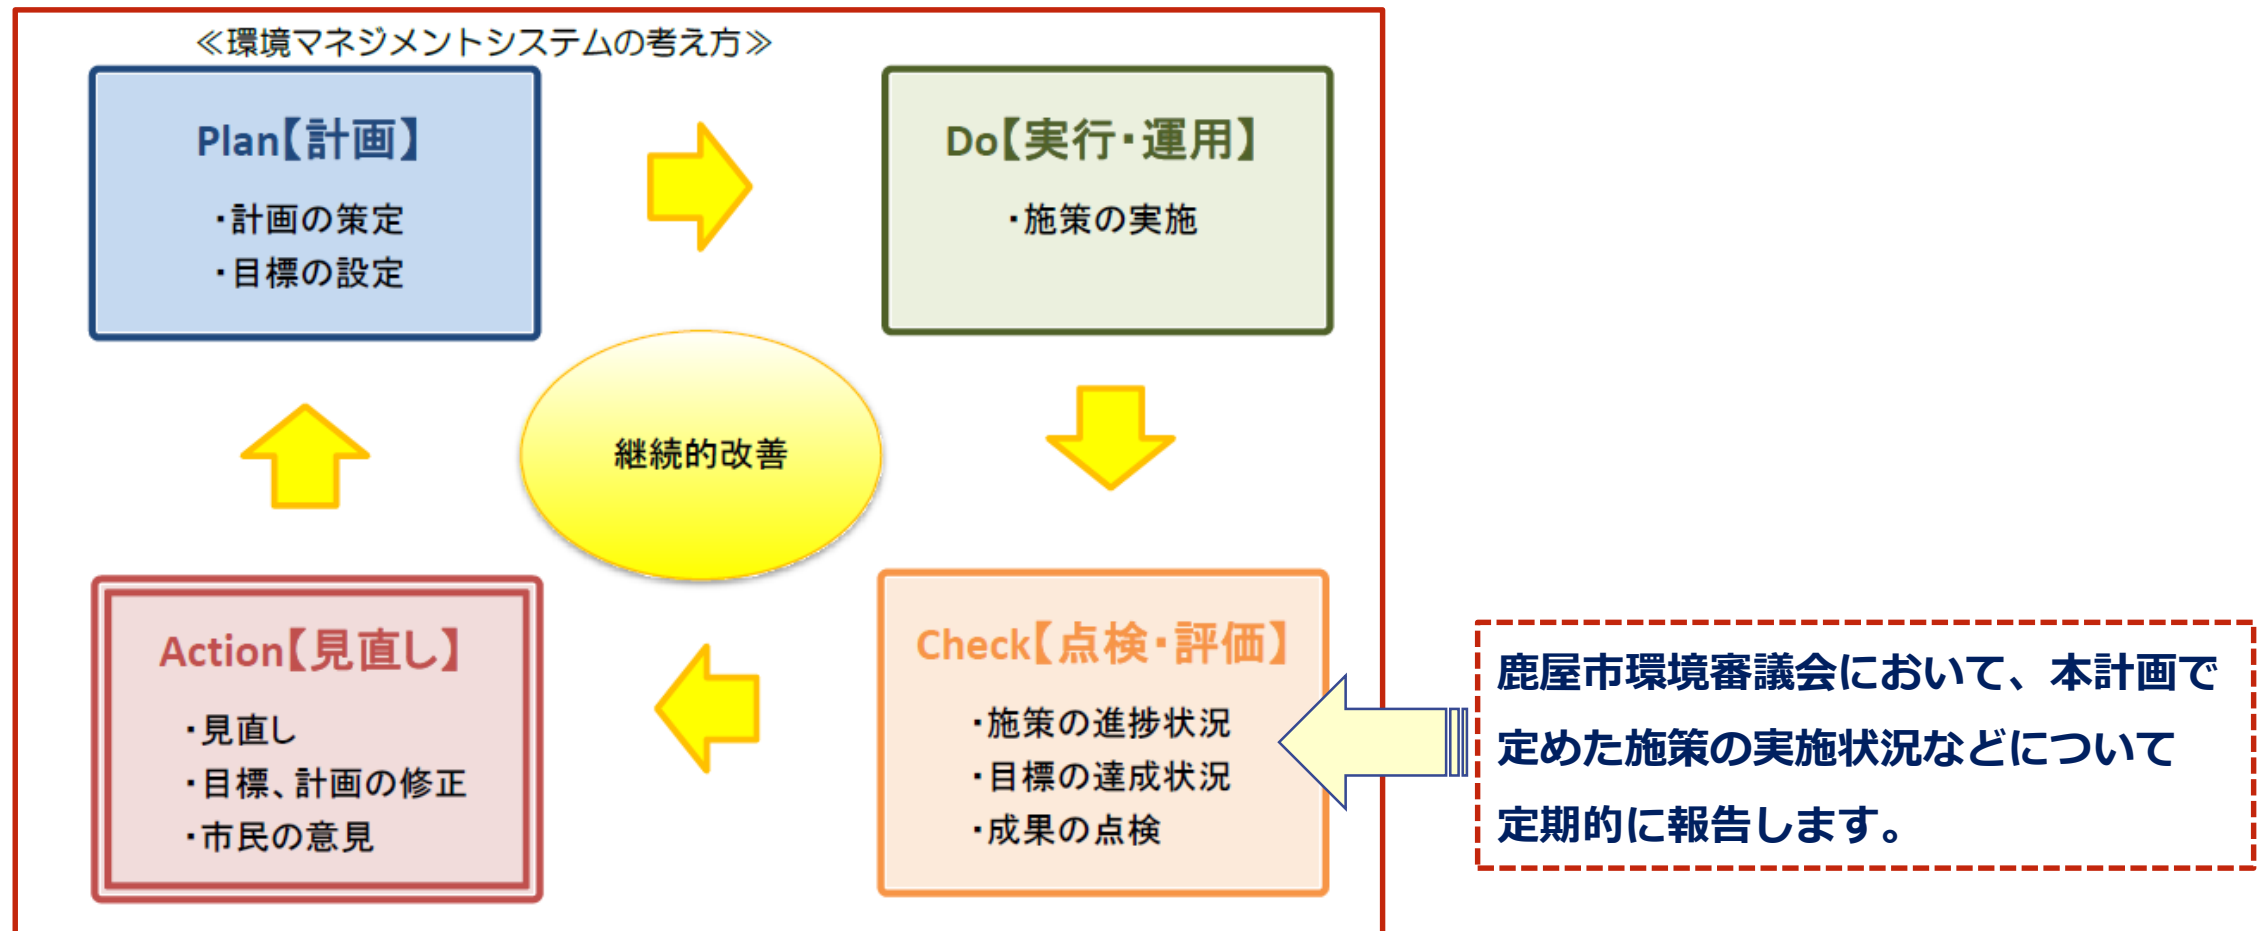 ≪環境マネジメントシステムの考え方≫
Plan【計画】
・計画の策定
・目標の設定
Do【実行・運用】
・施策の実施
継続的改善
Action【見直し】
・見直し
・目標、計画の修正
・市民の意見
Check【点検・評価】
・施策の進捗状況
・目標の達成状況
・成果の点検
鹿屋市環境審議会において、本計画で
定めた施策の実施状況などについて
定期的に報告します。